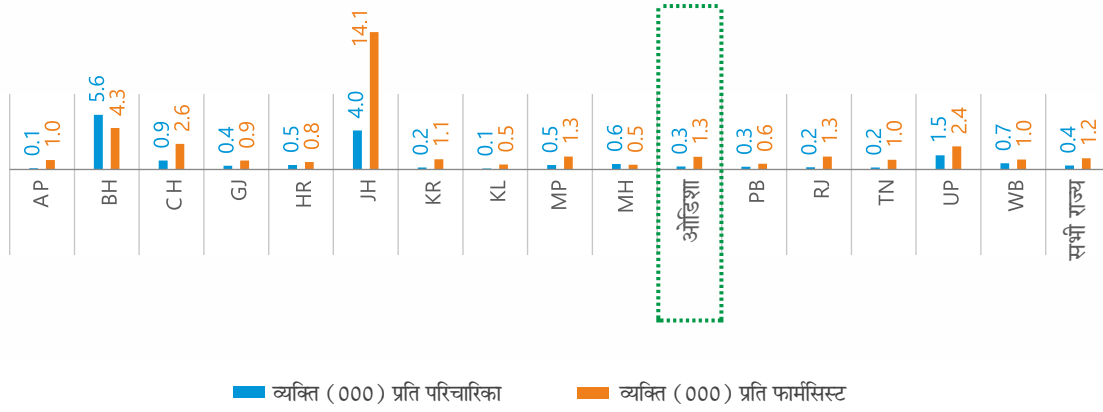 0.1 1.0 5.6 4.3 0.9 2.6 0.4 0.9 0.5 0.8 4.0 14.1 0.2 1.1 0.1 0.5 0.5 1.3 0.6 0.5 0.3 1.3 0.3 0.6 0.2 1.3 0.2 1.0 1.5 2.4 0.7 1.0 0.4 1.2
AP BH CH GJ HR JH KR KL MP MH ओडिशा PB RJ TN UP WB सभी राज्य
व्यक्ति (000) प्रति परिचारिका व्यक्ति (000) प्रति फार्मसिस्ट